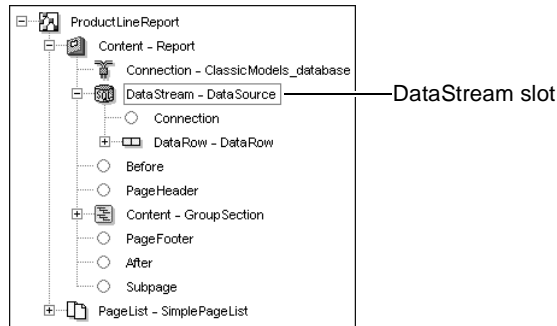 ProductLineReport
Content - Report
Connection - ClassicModels_database
DataStream - DataSource
DataStream slot
Connection
DataRow - DataRow
Before
PageHeader
Content - GroupSection
PageFooter
After
Subpage
PageList - SimplePageList